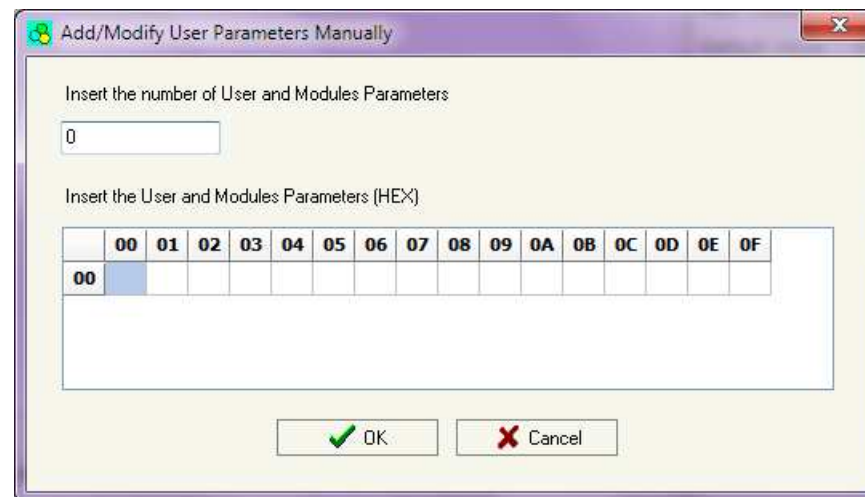 Add/Modify User Parameters Manually
Insert the number of User and Modules Parameters
0
Insert the User and Modules Parameters (HEX)
00 01 02 03 04 05 06 07 08 09 0A 0B 0C 0D 0E 0F
00
OK Cancel